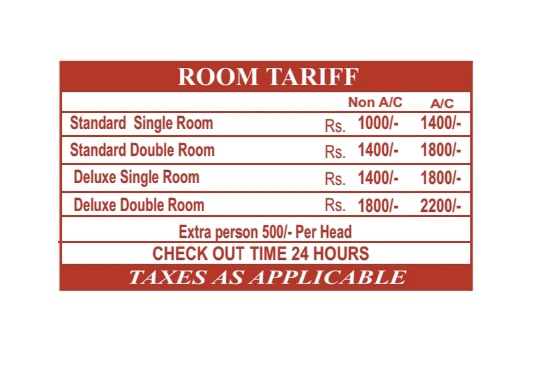 ROOM TARIFF
Non A/C A/C
Standard Single Room Rs. 1000/- 1400/-
Standard Double Room Rs. 1400/- 1800/-
Deluxe Single Room Rs. 1400/- 1800/-
Deluxe Double Room Rs. 1800/- 2200/-
Extra person 500/- Per Head
CHECK OUT TIME 24 HOURS
TAXES AS APPLICABLE